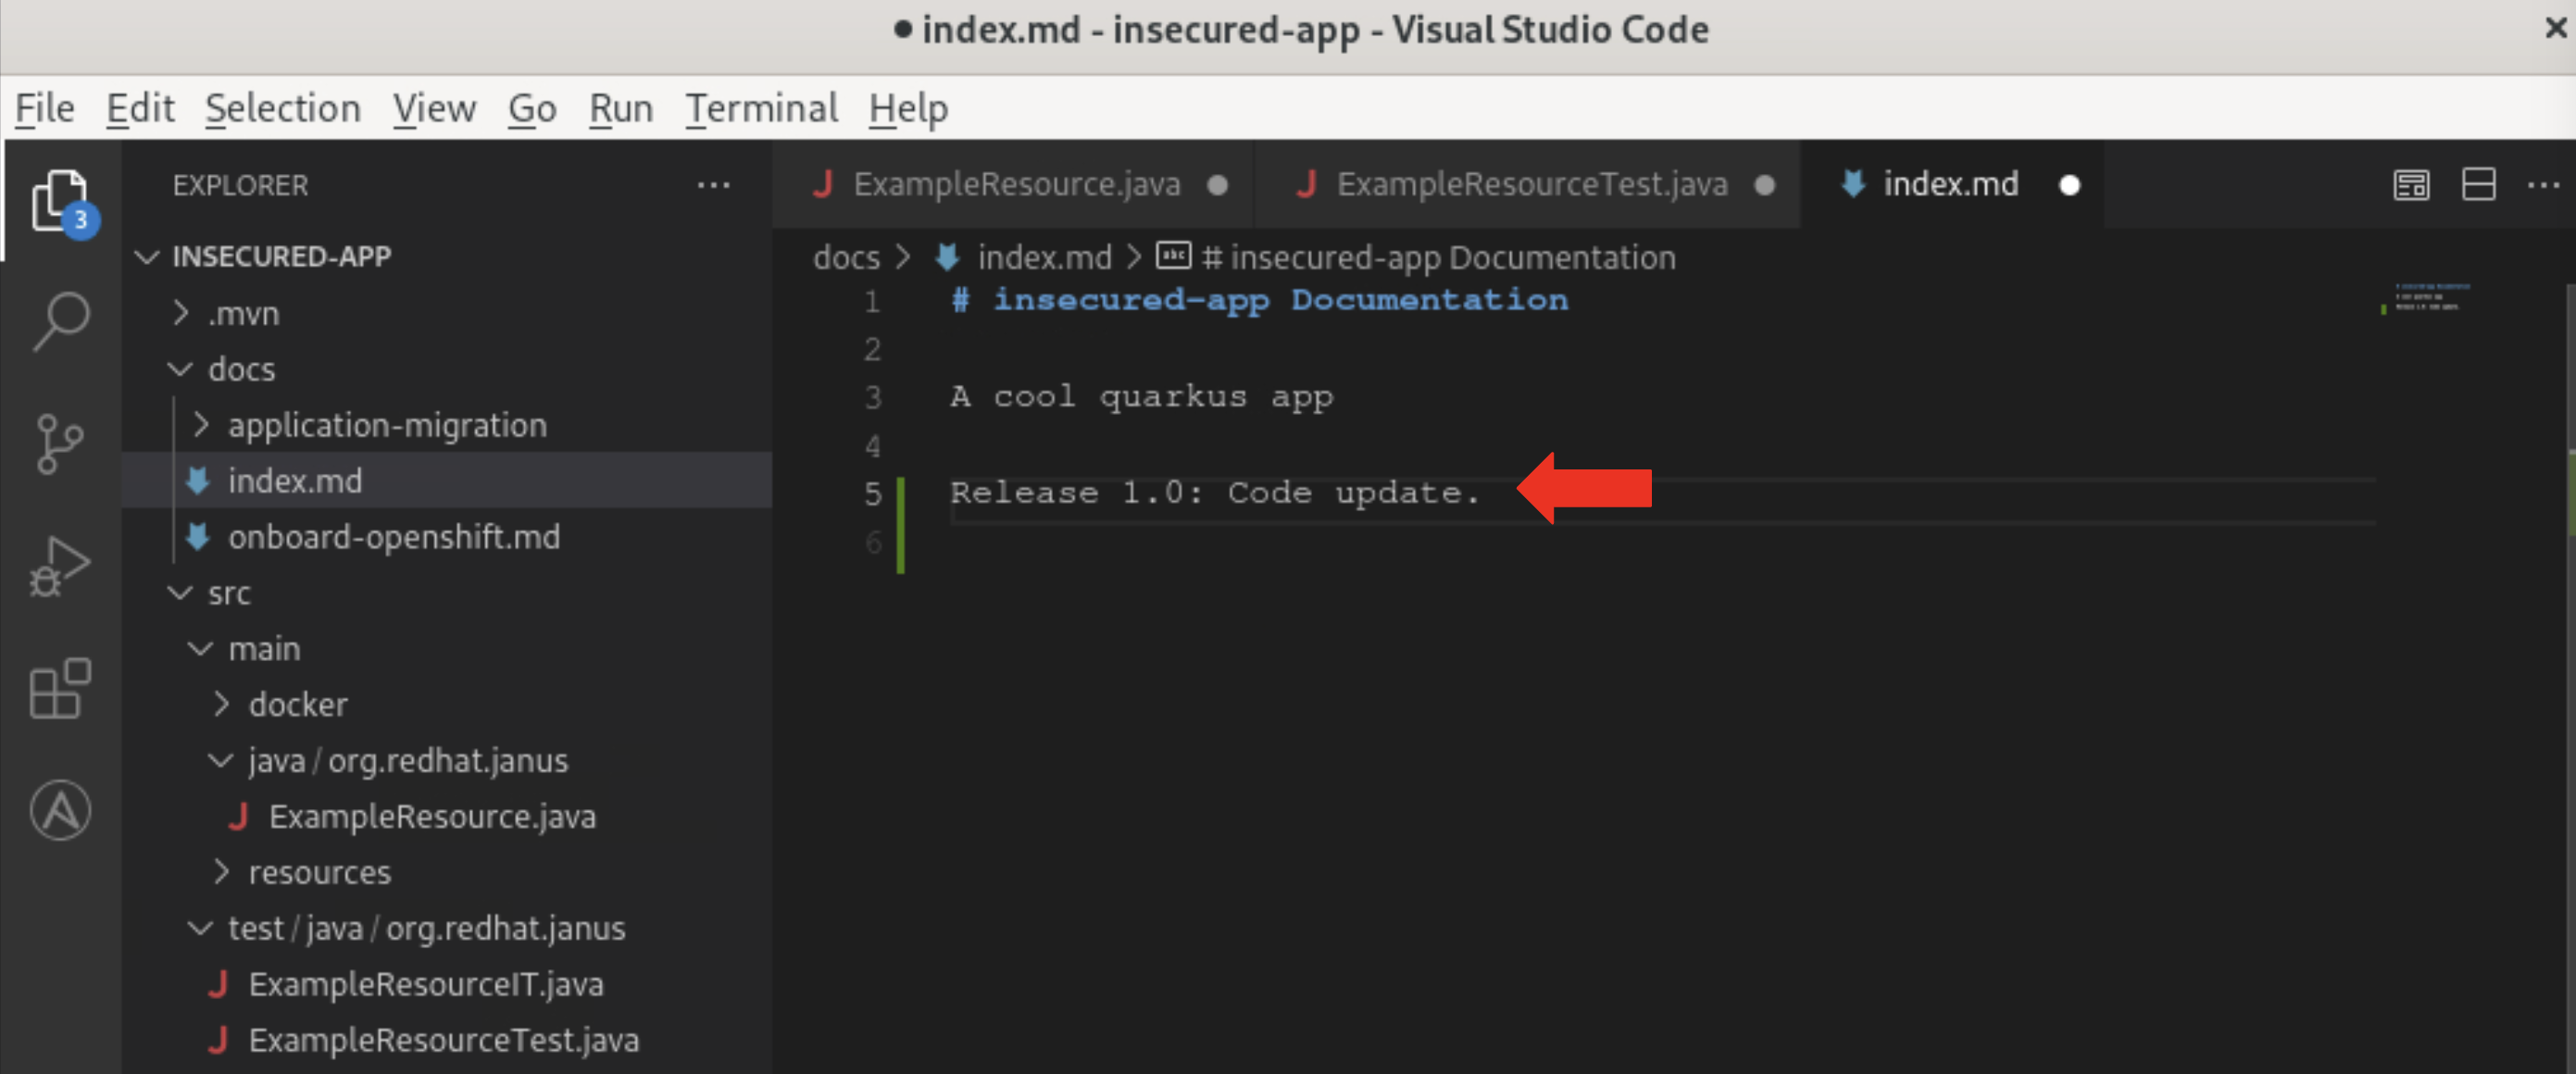 ● index.md - insecured-app - Visual Studio Code
File Edit Selection View Go Run Terminal Help
3
EXPLORER
INSECURED-APP
.mvn
docs
application-migration
index.md
onboard-openshift.md
src
main
docker
java / org.redhat.janus
ExampleResource.java
resources
test / java / org.redhat.janus
ExampleResourceIT.java
ExampleResourceTest.java
ExampleResource.java ExampleResourceTest.java index.md
docs > index.md > abc # insecured-app Documentation
1 # insecured-app Documentation
2
3 A cool quarkus app
4
5 Release 1.0: Code update.
6